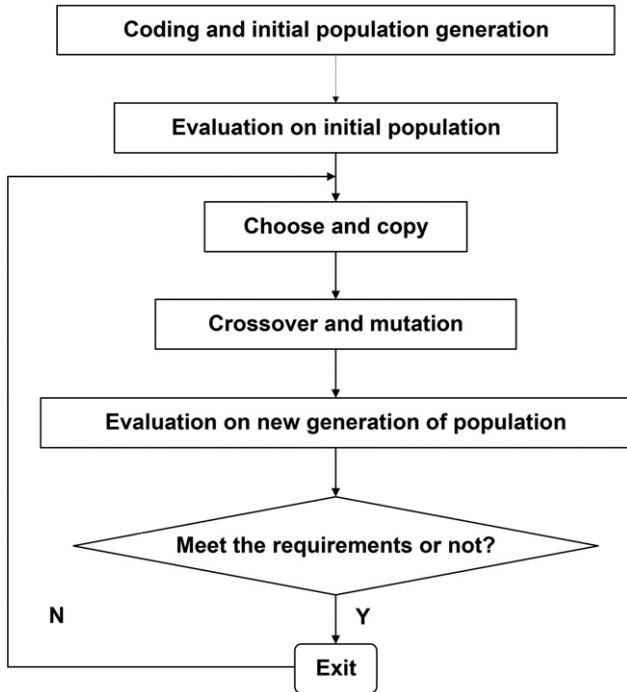 Coding and initial population generation
Evaluation on initial population
Choose and copy
Crossover and mutation
Evaluation on new generation of population
Meet the requirements or not?
N
Y
Exit